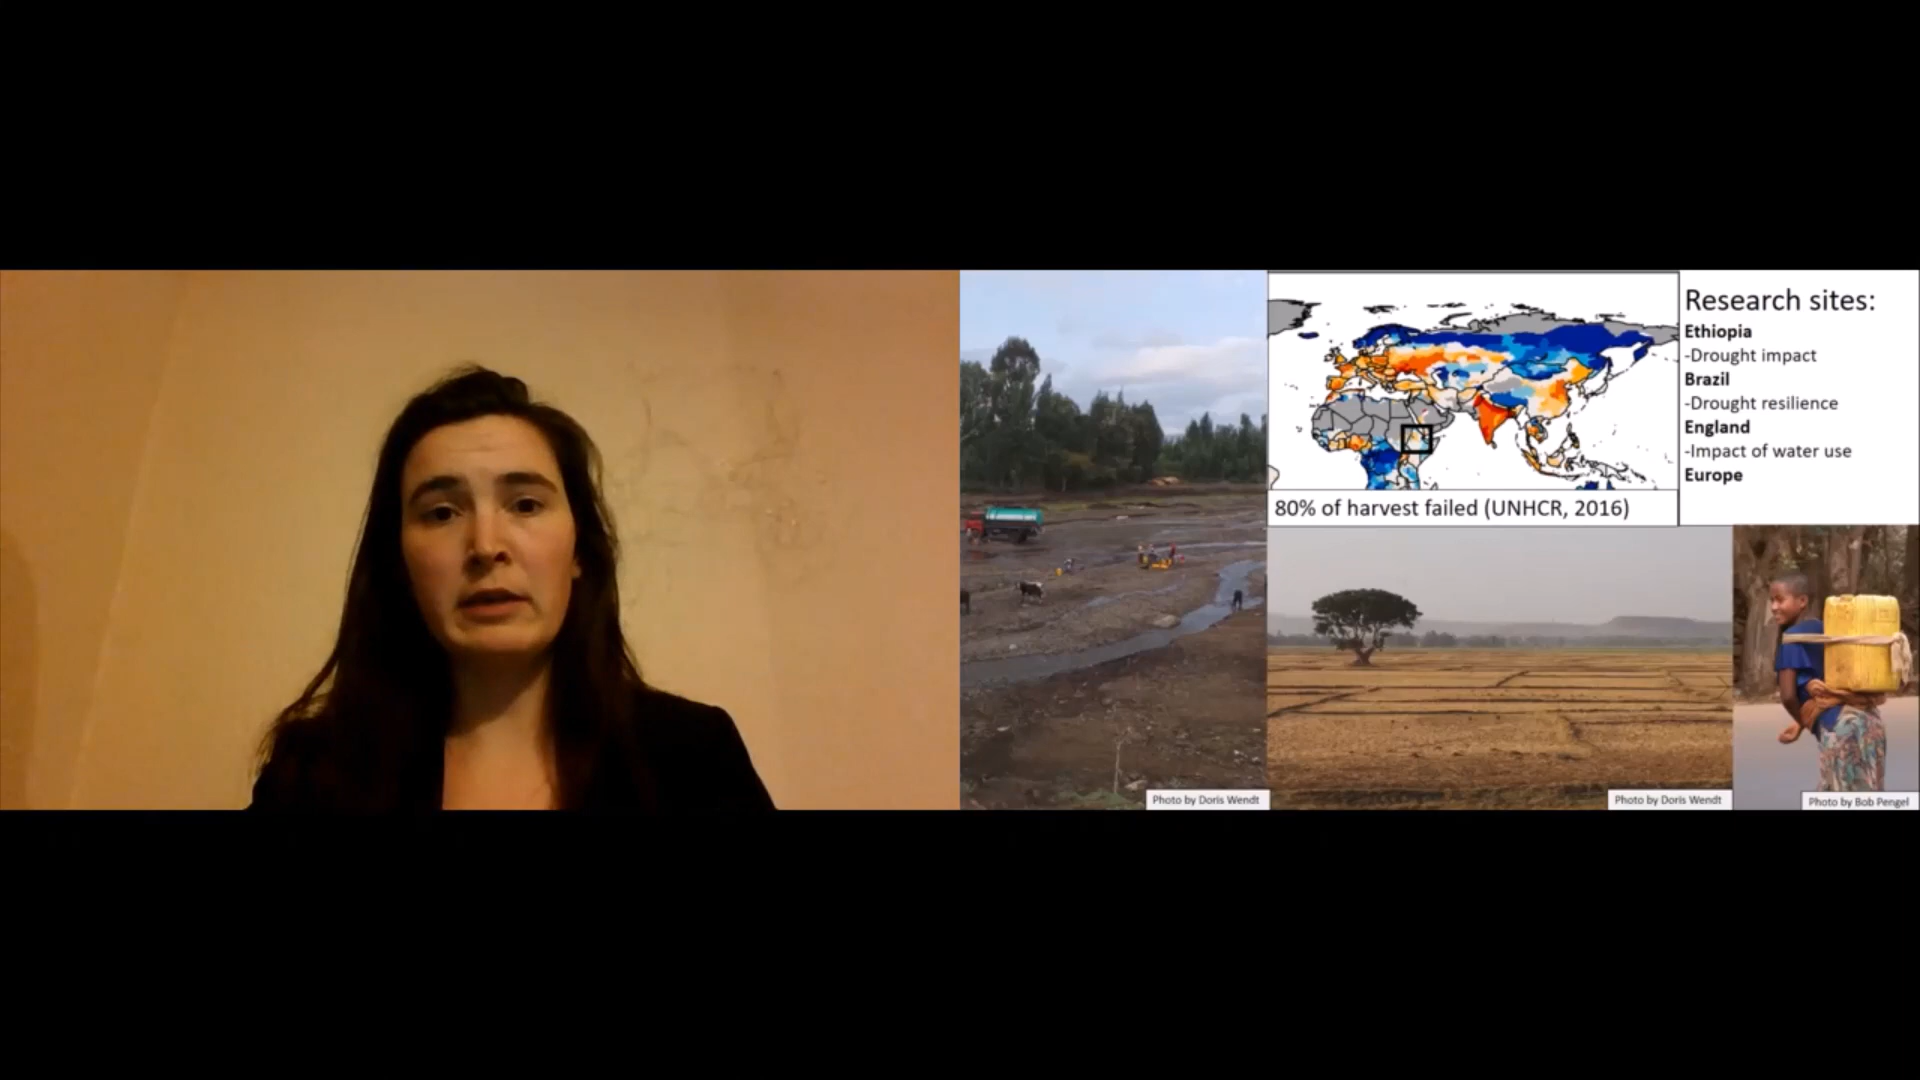 80% of harvest failed (UNHCR, 2016)
Research sites:
Ethiopia
-Drought impact
Brazil
-Drought resilience
England
-Impact of water use
Europe
Photo by Doris Wendt
Photo by Doris Wendt
Photo by Bob Pengel